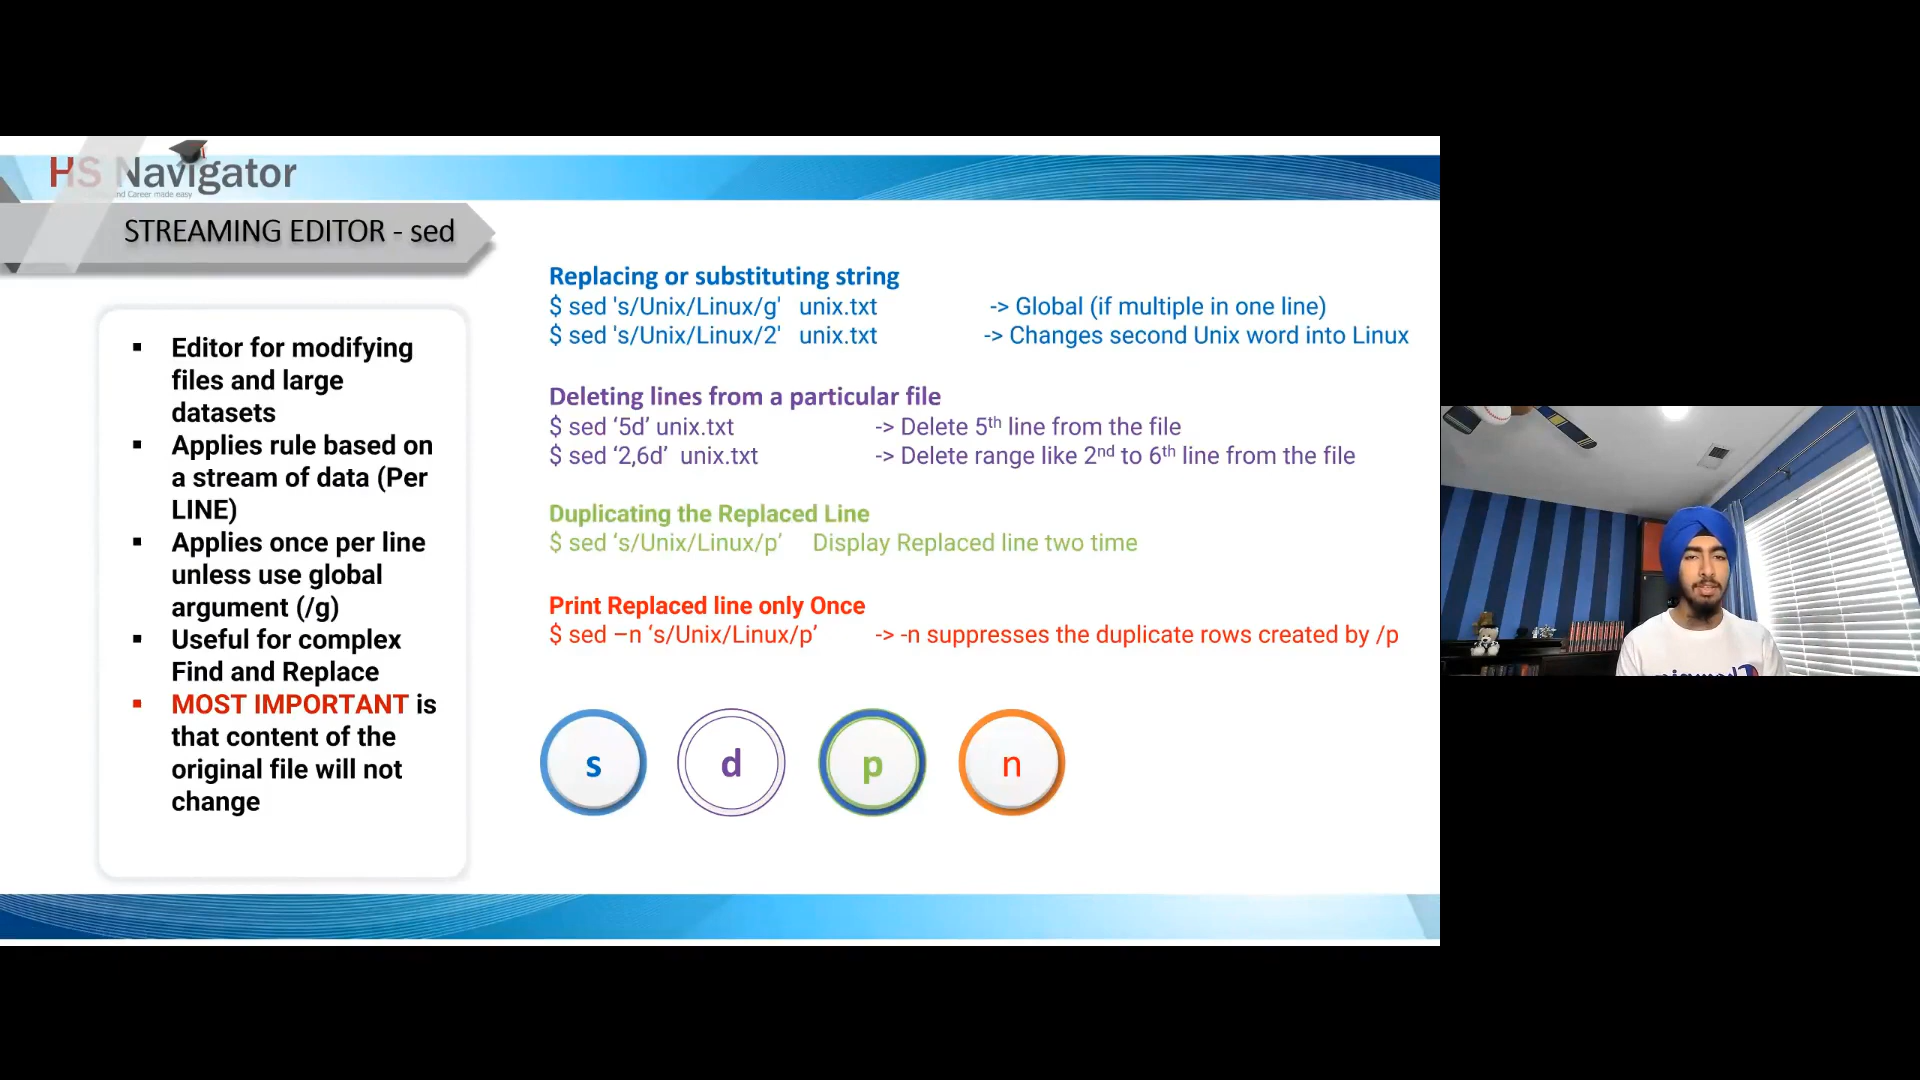 HS Navigator
and Career made easy
STREAMING EDITOR - sed
▪ Editor for modifying
files and large
datasets
▪ Applies rule based on
a stream of data (Per
LINE)
▪ Applies once per line
unless use global
argument (/g)
▪ Useful for complex
Find and Replace
▪ MOST IMPORTANT is
that content of the
original file will not
change
Replacing or substituting string
$ sed 's/Unix/Linux/g' unix.txt -> Global (if multiple in one line)
$ sed 's/Unix/Linux/2' unix.txt -> Changes second Unix word into Linux
Deleting lines from a particular file
$ sed ‘5d’ unix.txt -> Delete 5th line from the file
$ sed ‘2,6d’ unix.txt -> Delete range like 2nd to 6th line from the file
Duplicating the Replaced Line
$ sed ‘s/Unix/Linux/p’ Display Replaced line two time
Print Replaced line only Once
$ sed –n ‘s/Unix/Linux/p’ -> -n suppresses the duplicate rows created by /p
s d p n